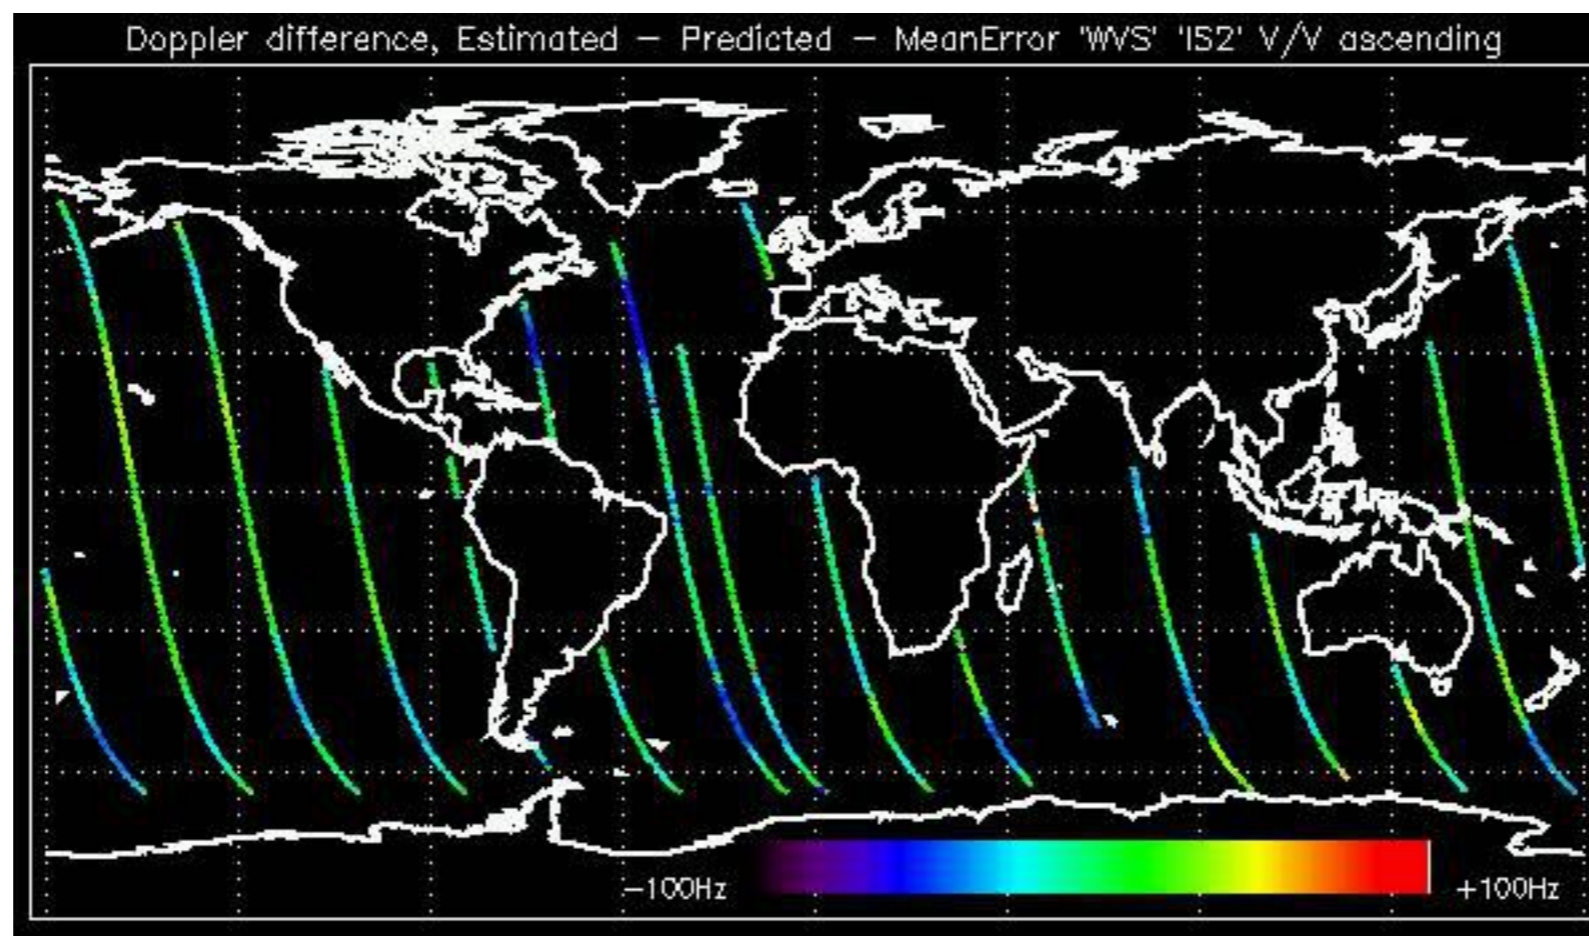 Doppler difference, Estimated – Predicted – MeanError 'WVS' 'IS2' V/V ascending
–100Hz +100Hz